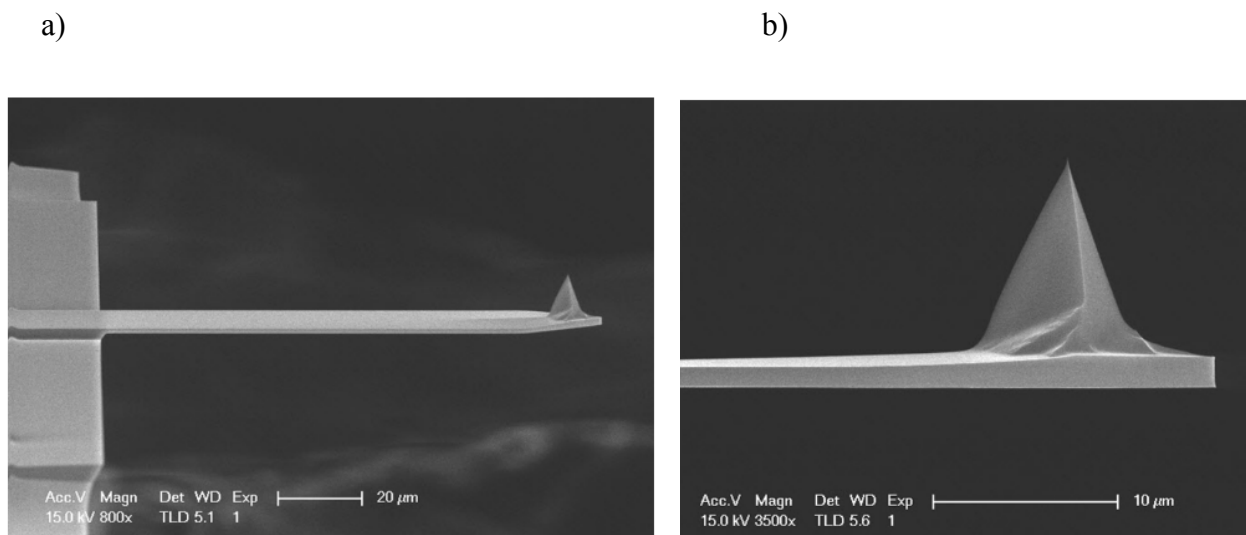 a)
b)
Acc.V Magn Det WD Exp
20 µm
15.0 kV 800x TLD 5.1 1
Acc.V Magn Det WD Exp
10 µm
15.0 kV 3500x TLD 5.6 1